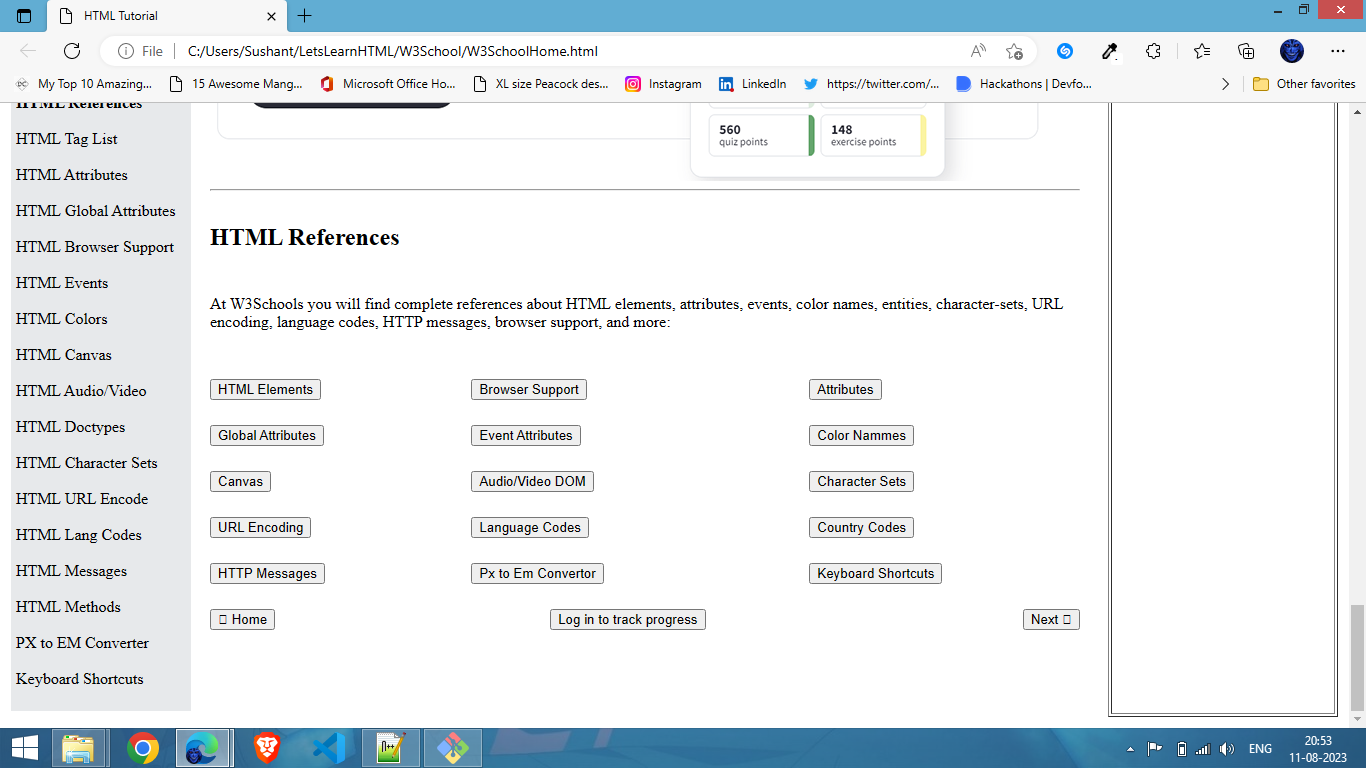 HTML Tutorial
File
C:/Users/Sushant/LetsLearnHTML/W3School/W3SchoolHome.html
My Top 10 Amazing...
15 Awesome Mang...
Microsoft Office Ho...
XL size Peacock des...
Instagram
LinkedIn
https://twitter.com/...
Hackathons | Devfo...
Other favorites
HTML References
HTML Tag List
HTML Attributes
HTML Global Attributes
HTML Browser Support
HTML Events
HTML Colors
HTML Canvas
HTML Audio/Video
HTML Doctypes
HTML Character Sets
HTML URL Encode
HTML Lang Codes
HTML Messages
HTML Methods
PX to EM Converter
Keyboard Shortcuts
560
quiz points
148
exercise points
HTML References
At W3Schools you will find complete references about HTML elements, attributes, events, color names, entities, character-sets, URL
encoding, language codes, HTTP messages, browser support, and more:
HTML Elements
Browser Support
Attributes
Global Attributes
Event Attributes
Color Nammes
Canvas
Audio/Video DOM
Character Sets
URL Encoding
Language Codes
Country Codes
HTTP Messages
Px to Em Convertor
Keyboard Shortcuts
Home
Log in to track progress
Next
ENG
20:53
11-08-2023